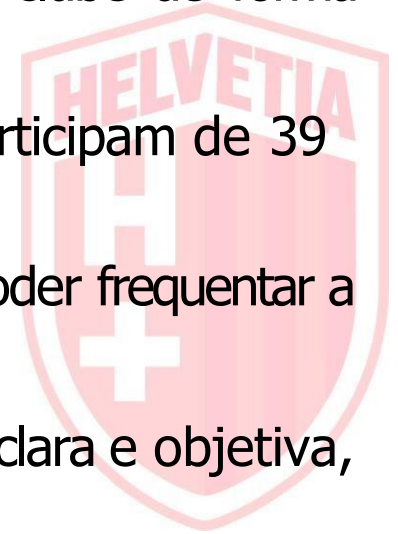 HELVETIA
rticipam de 39
oder frequentar a
clara e objetiva,